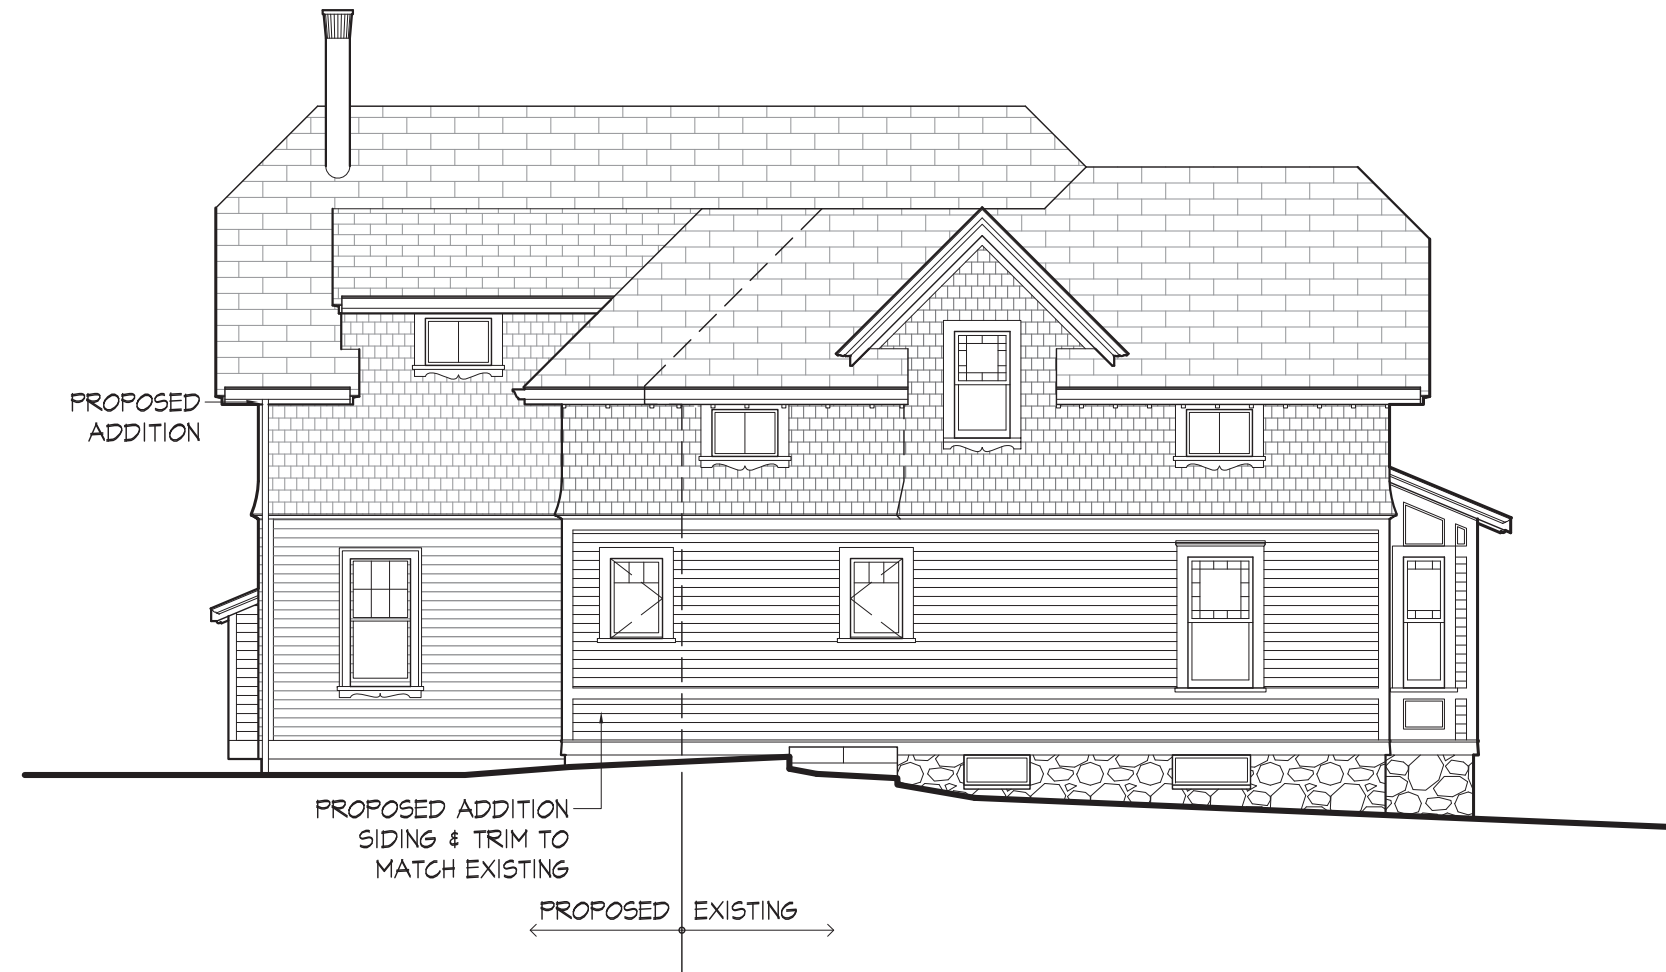 PROPOSED
ADDITION
PROPOSED ADDITION
SIDING & TRIM TO
MATCH EXISTING
PROPOSED EXISTING